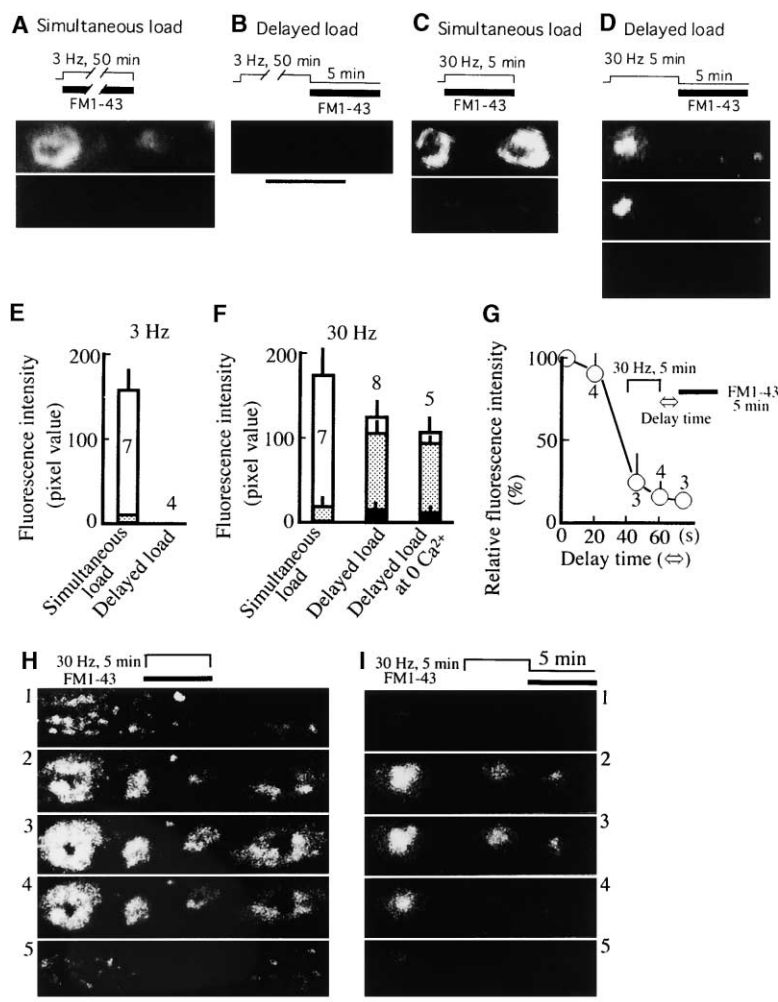 A Simultaneous load
3 Hz, 50 min
FM1-43
B Delayed load
3 Hz, 50 min
5 min
FM1-43
C Simultaneous load
30 Hz, 5 min
FM1-43
D Delayed load
30 Hz 5 min
5 min
FM1-43
E
3 Hz
Fluorescence intensity
(pixel value)
200
100
0
7
4
Simultaneous
load
Delayed load
F
30 Hz
Fluorescence intensity
(pixel value)
200
100
0
7
8
5
Simultaneous
load
Delayed load
Delayed load
at 0 Ca2+
G
Relative fluorescence intensity
(%)
100
50
0
4
3
4
3
30 Hz, 5 min
FM1-43
5 min
⇔
Delay time
0 20 40 60 (s)
Delay time (⇔)
H 30 Hz, 5 min
FM1-43
1
2
3
4
5
I 30 Hz, 5 min
FM1-43
5 min
1
2
3
4
5